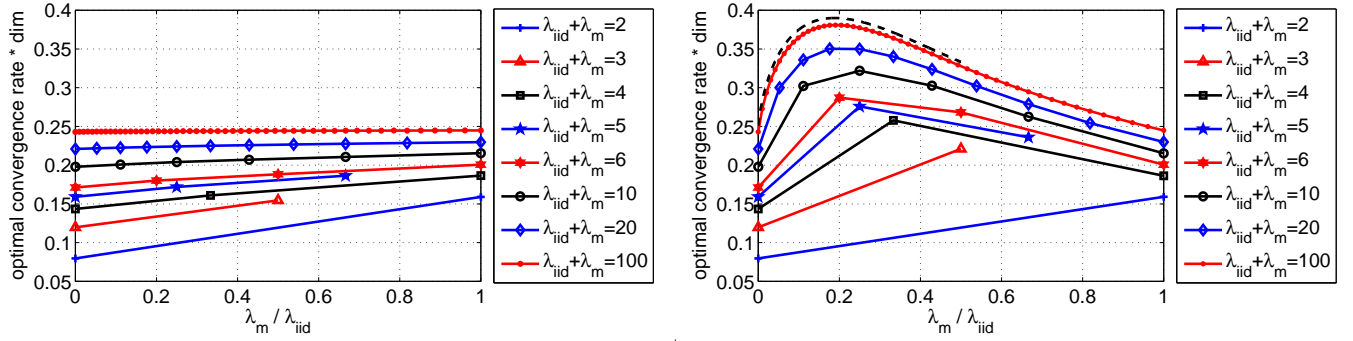 optimal convergence rate * dim
0.4
0.35
0.3
0.25
0.2
0.15
0.1
0.05
0 0.2 0.4 0.6 0.8 1
λm / λiid
λiid+λm=2
λiid+λm=3
λiid+λm=4
λiid+λm=5
λiid+λm=6
λiid+λm=10
λiid+λm=20
λiid+λm=100
optimal convergence rate * dim
0.4
0.35
0.3
0.25
0.2
0.15
0.1
0.05
0 0.2 0.4 0.6 0.8 1
λm / λiid
λiid+λm=2
λiid+λm=3
λiid+λm=4
λiid+λm=5
λiid+λm=6
λiid+λm=10
λiid+λm=20
λiid+λm=100